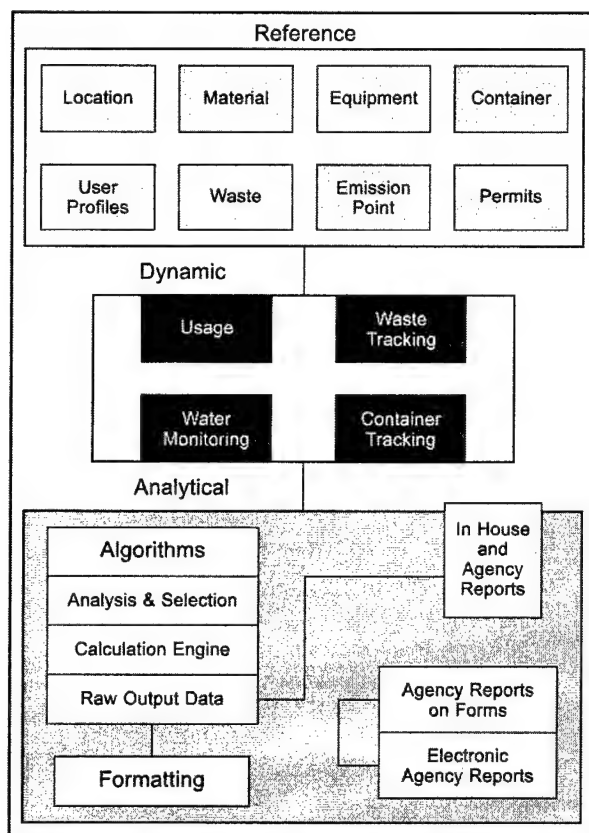 Reference
Location
Material
Equipment
Container
User
Profiles
Waste
Emission
Point
Permits
Dynamic
Usage
Waste
Tracking
Water
Monitoring
Container
Tracking
Analytical
Algorithms
Analysis & Selection
Calculation Engine
Raw Output Data
Formatting
In House
and
Agency
Reports
Agency Reports
on Forms
Electronic
Agency Reports